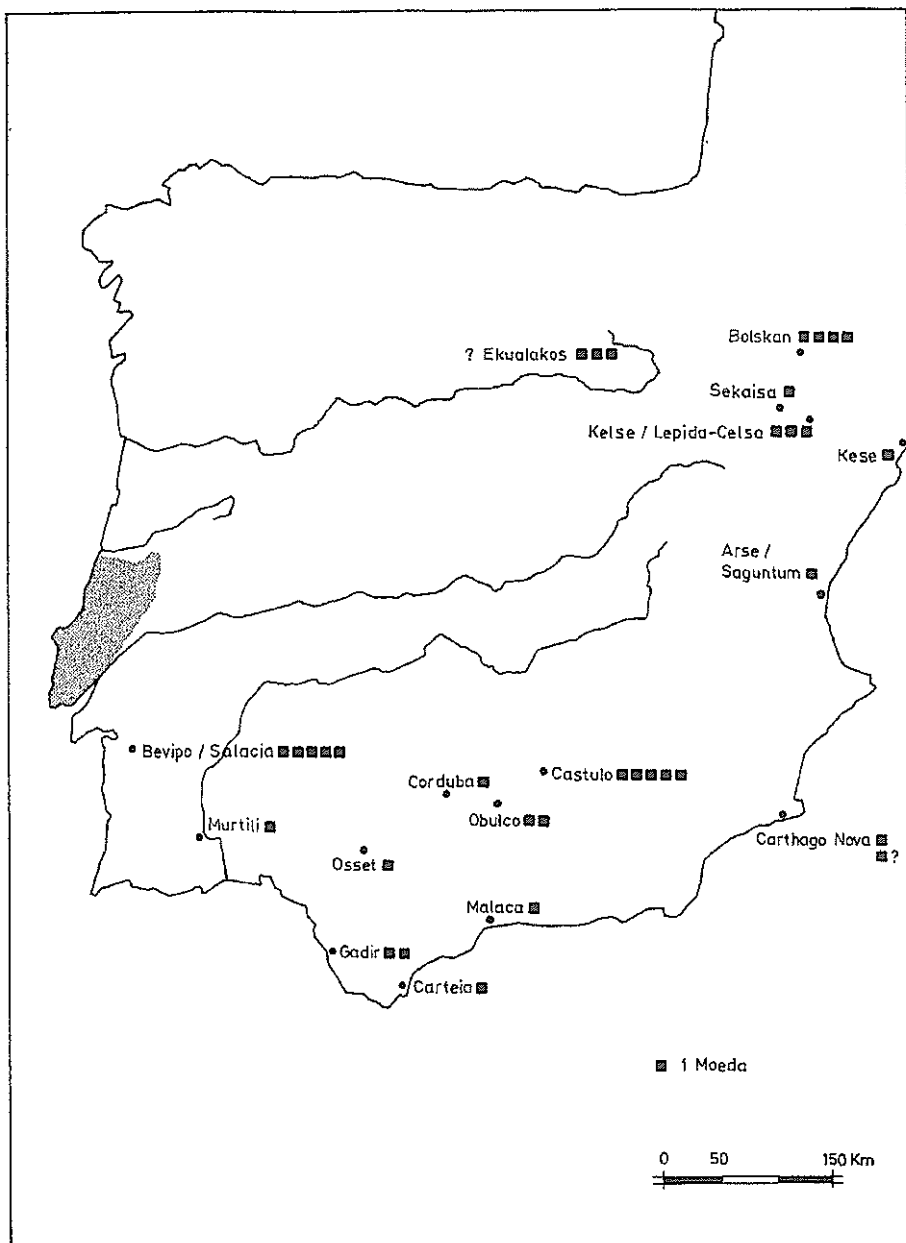 Bolskan
? Ekualakos
Sekaisa
Kelse / Lepida-Celsa
Kese
Arse /
Saguntum
Bevipo / Salacia
Castulo
Corduba
Obulco
Murtili
Carthago Nova
?
Osset
Malaca
Gadir
Carteia
1 Moeda
0 50 150 Km